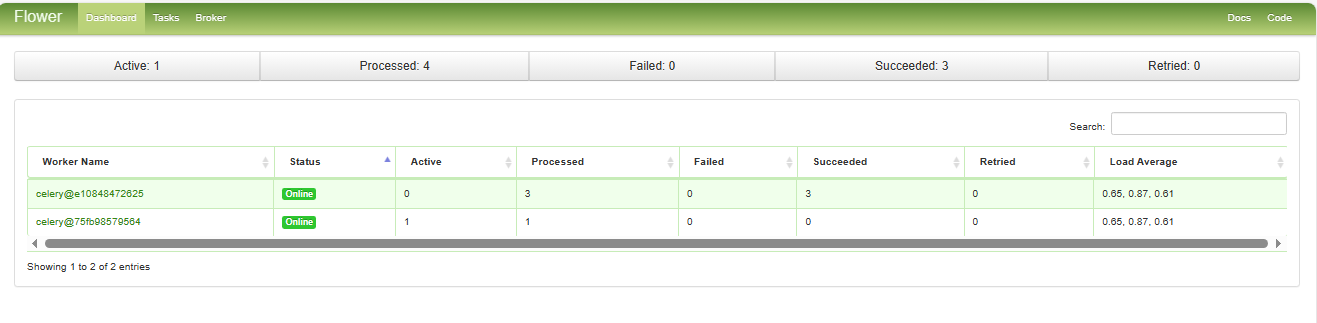 Flower Dashboard Tasks Broker Docs Code
Active: 1 Processed: 4 Failed: 0 Succeeded: 3 Retried: 0
Search:
Worker Name Status Active Processed Failed Succeeded Retried Load Average
celery@e10848472625 Online 0 3 0 3 0 0.65, 0.87, 0.61
celery@75fb98579564 Online 1 1 0 0 0 0.65, 0.87, 0.61
Showing 1 to 2 of 2 entries